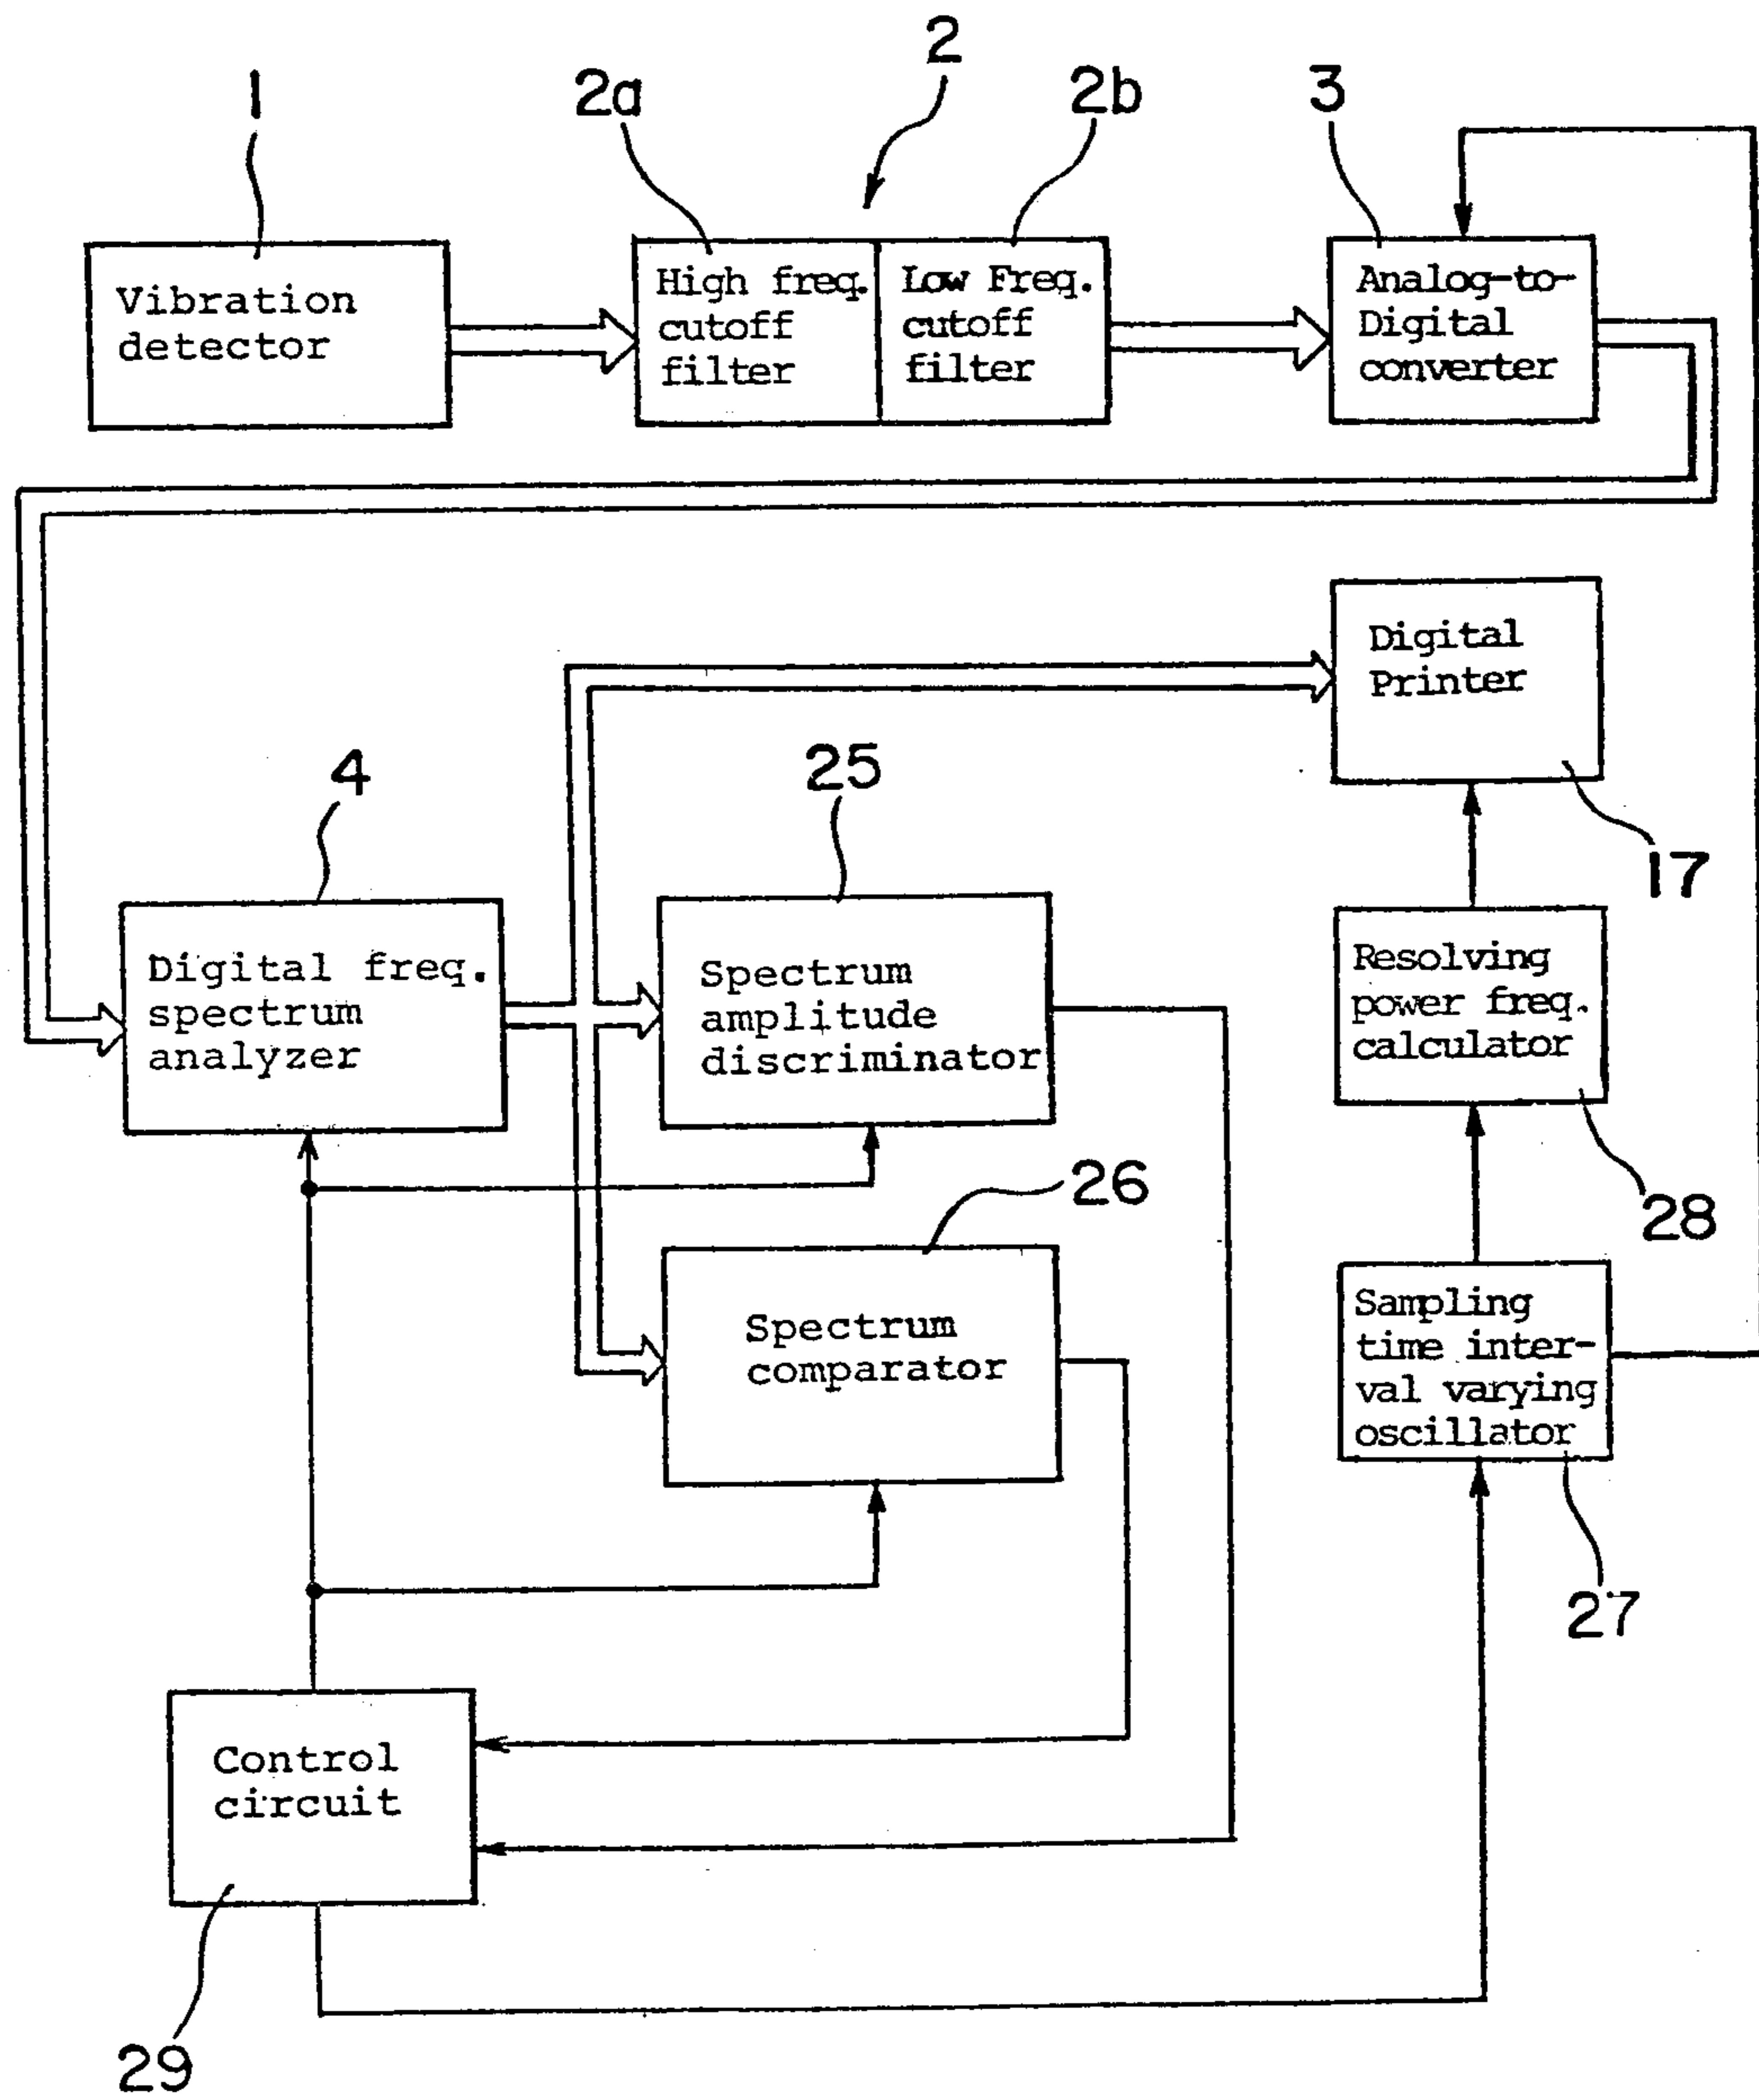 2
1
2a
2b
3
Vibration
detector
High freq.
cutoff
filter
Low Freq.
cutoff
filter
Analog-to-
Digital
converter
Digital
Printer
17
4
25
Digital freq.
spectrum
analyzer
Spectrum
amplitude
discriminator
Resolving
power freq.
calculator
28
26
Spectrum
comparator
Sampling
time inter-
val varying
oscillator
27
Control
circuit
29